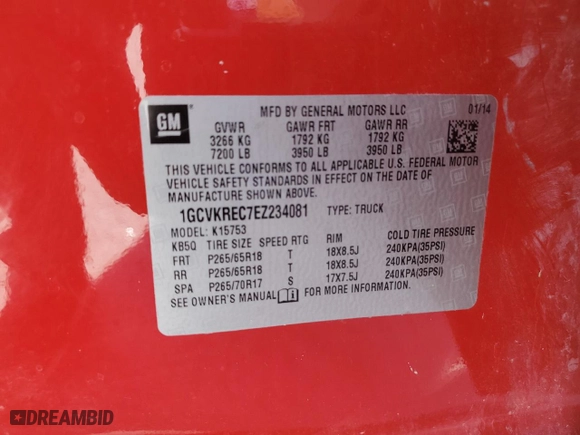 GM
MFD BY GENERAL MOTORS LLC 01/14
GVWR GAWR FRT GAWR RR
3266 KG 1792 KG 1792 KG
7200 LB 3950 LB 3950 LB
THIS VEHICLE CONFORMS TO ALL APPLICABLE U.S. FEDERAL MOTOR
VEHICLE SAFETY STANDARDS IN EFFECT ON THE DATE OF
MANUFACTURE SHOWN ABOVE.
1GCVKREC7EZ234081 TYPE: TRUCK
MODEL: K15753
KB5Q TIRE SIZE SPEED RTG RIM COLD TIRE PRESSURE
FRT P265/65R18 T 18X8.5J 240KPA(35PSI)
RR P265/65R18 T 18X8.5J 240KPA(35PSI)
SPA P265/70R17 S 17X7.5J 240KPA(35PSI)
SEE OWNER'S MANUAL FOR MORE INFORMATION.
DREAMBID